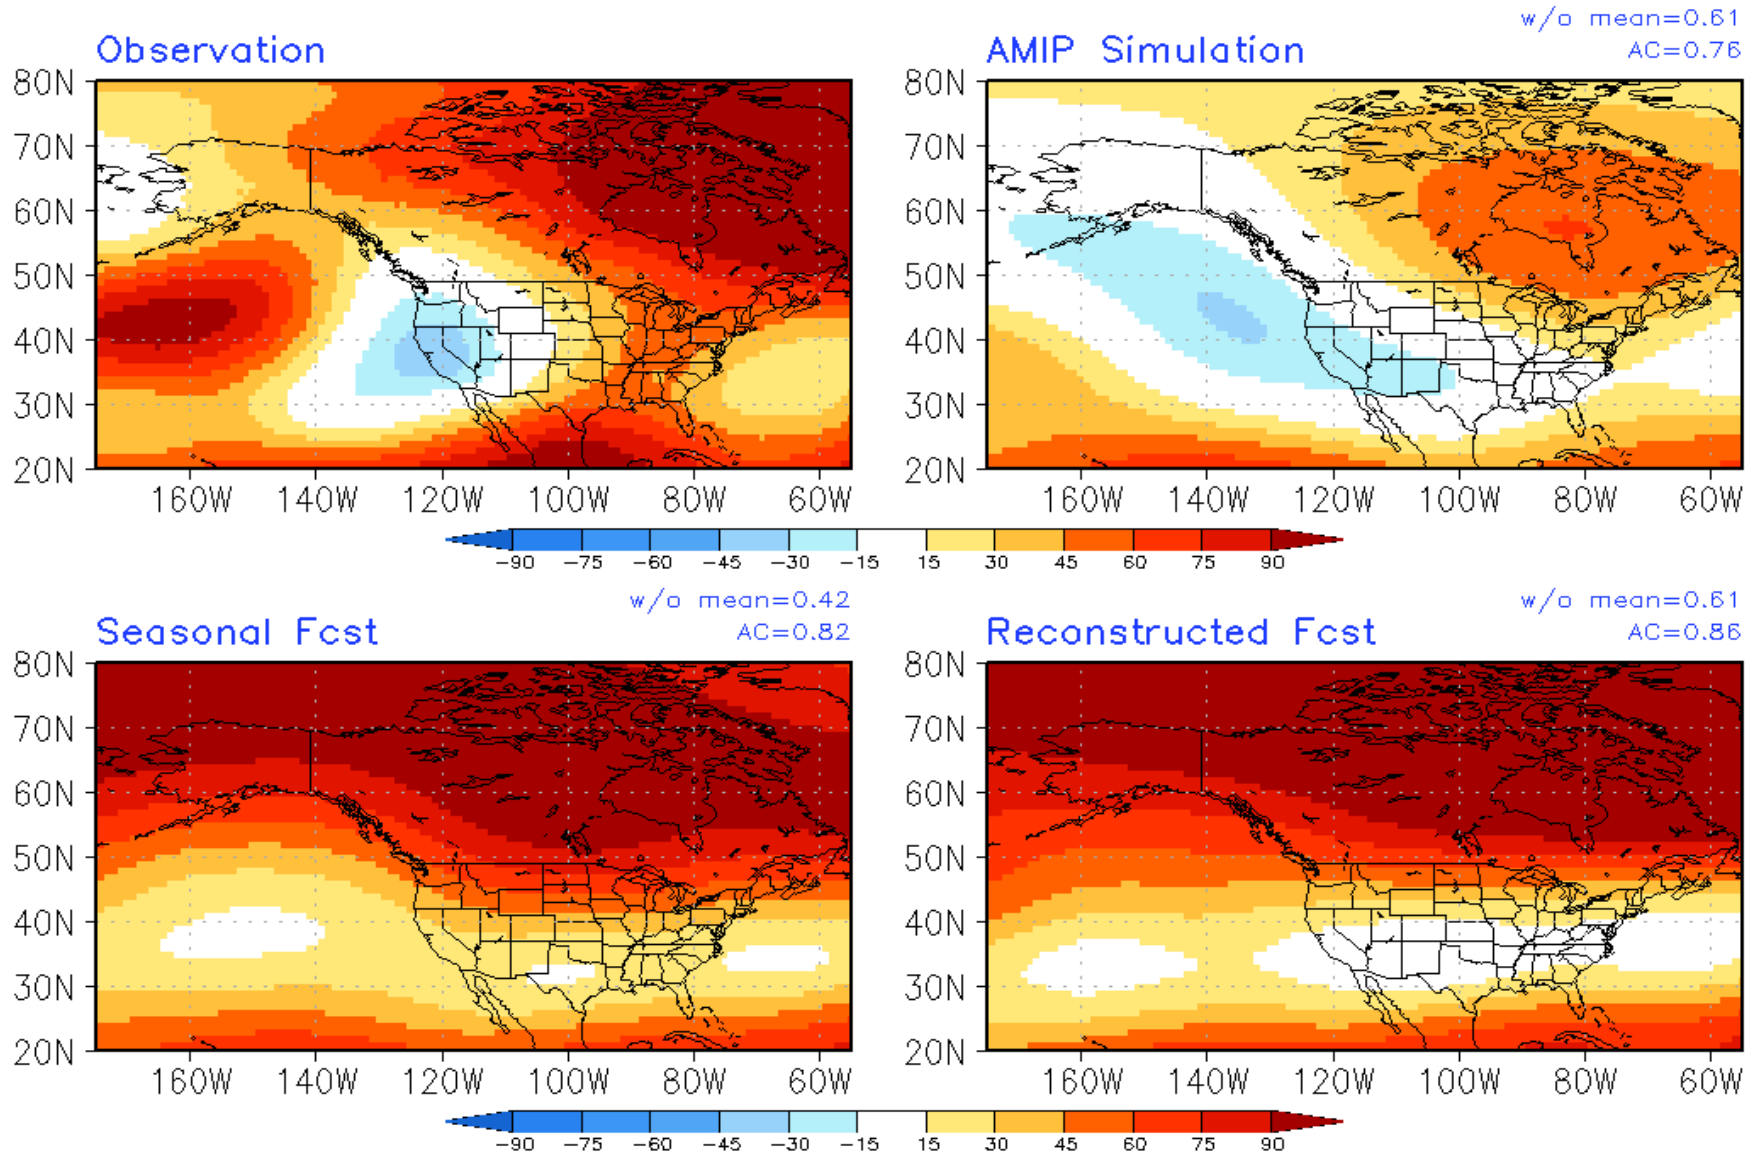 w/o mean=0.61
Observation
AMIP Simulation
AC=0.76
80N
70N
60N
50N
40N
30N
20N
160W 140W 120W 100W 80W 60W
80N
70N
60N
50N
40N
30N
20N
160W 140W 120W 100W 80W 60W
-90 -75 -60 -45 -30 -15 15 30 45 60 75 90
w/o mean=0.42
Seasonal Fcst
AC=0.82
w/o mean=0.61
Reconstructed Fcst
AC=0.86
80N
70N
60N
50N
40N
30N
20N
160W 140W 120W 100W 80W 60W
80N
70N
60N
50N
40N
30N
20N
160W 140W 120W 100W 80W 60W
-90 -75 -60 -45 -30 -15 15 30 45 60 75 90